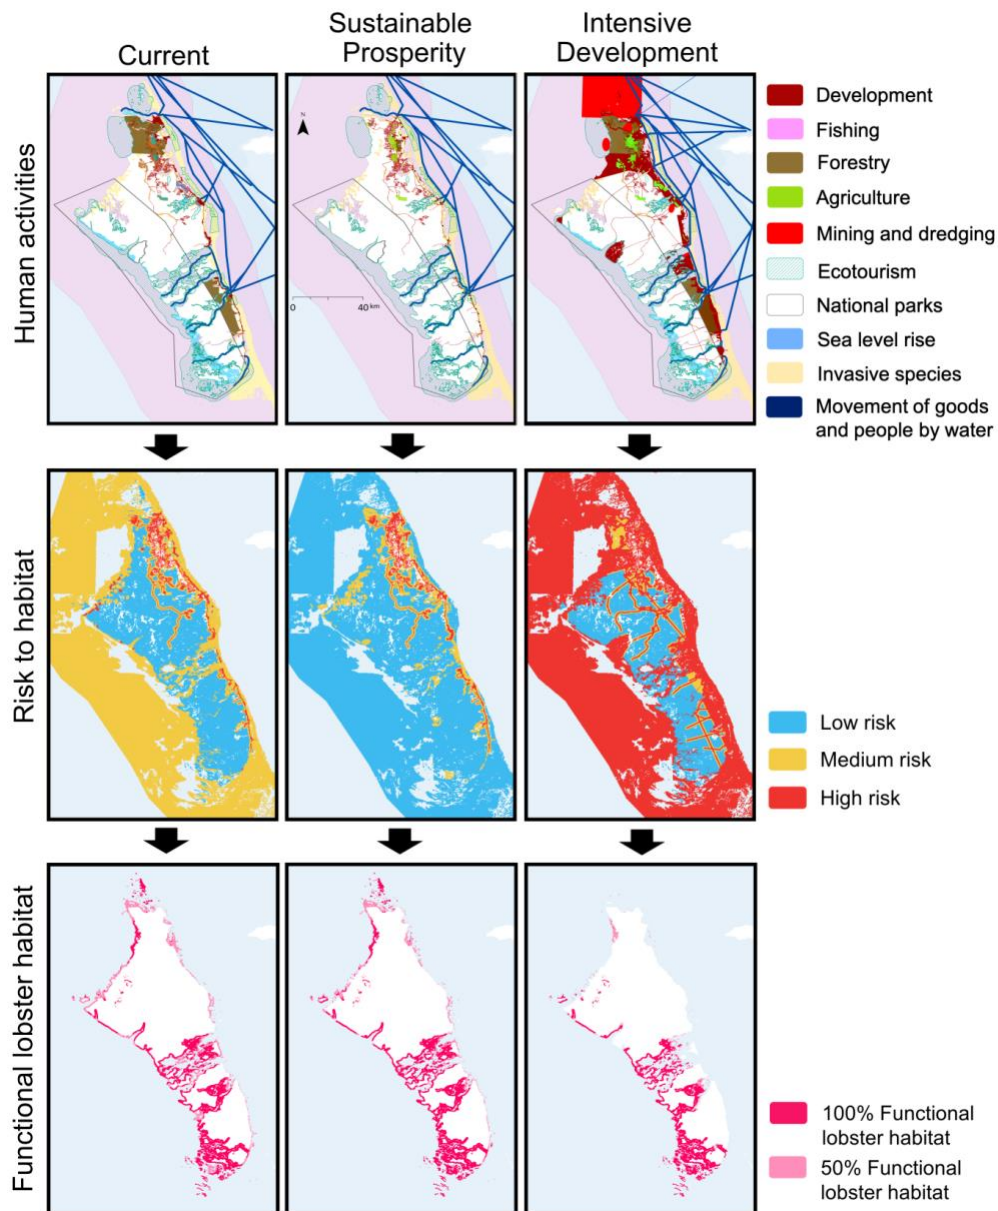 Current
Sustainable
Prosperity
Intensive
Development
Human activities
N
0
40 km
Development
Fishing
Forestry
Agriculture
Mining and dredging
Ecotourism
National parks
Sea level rise
Invasive species
Movement of goods
and people by water
Risk to habitat
Low risk
Medium risk
High risk
Functional lobster habitat
100% Functional
lobster habitat
50% Functional
lobster habitat